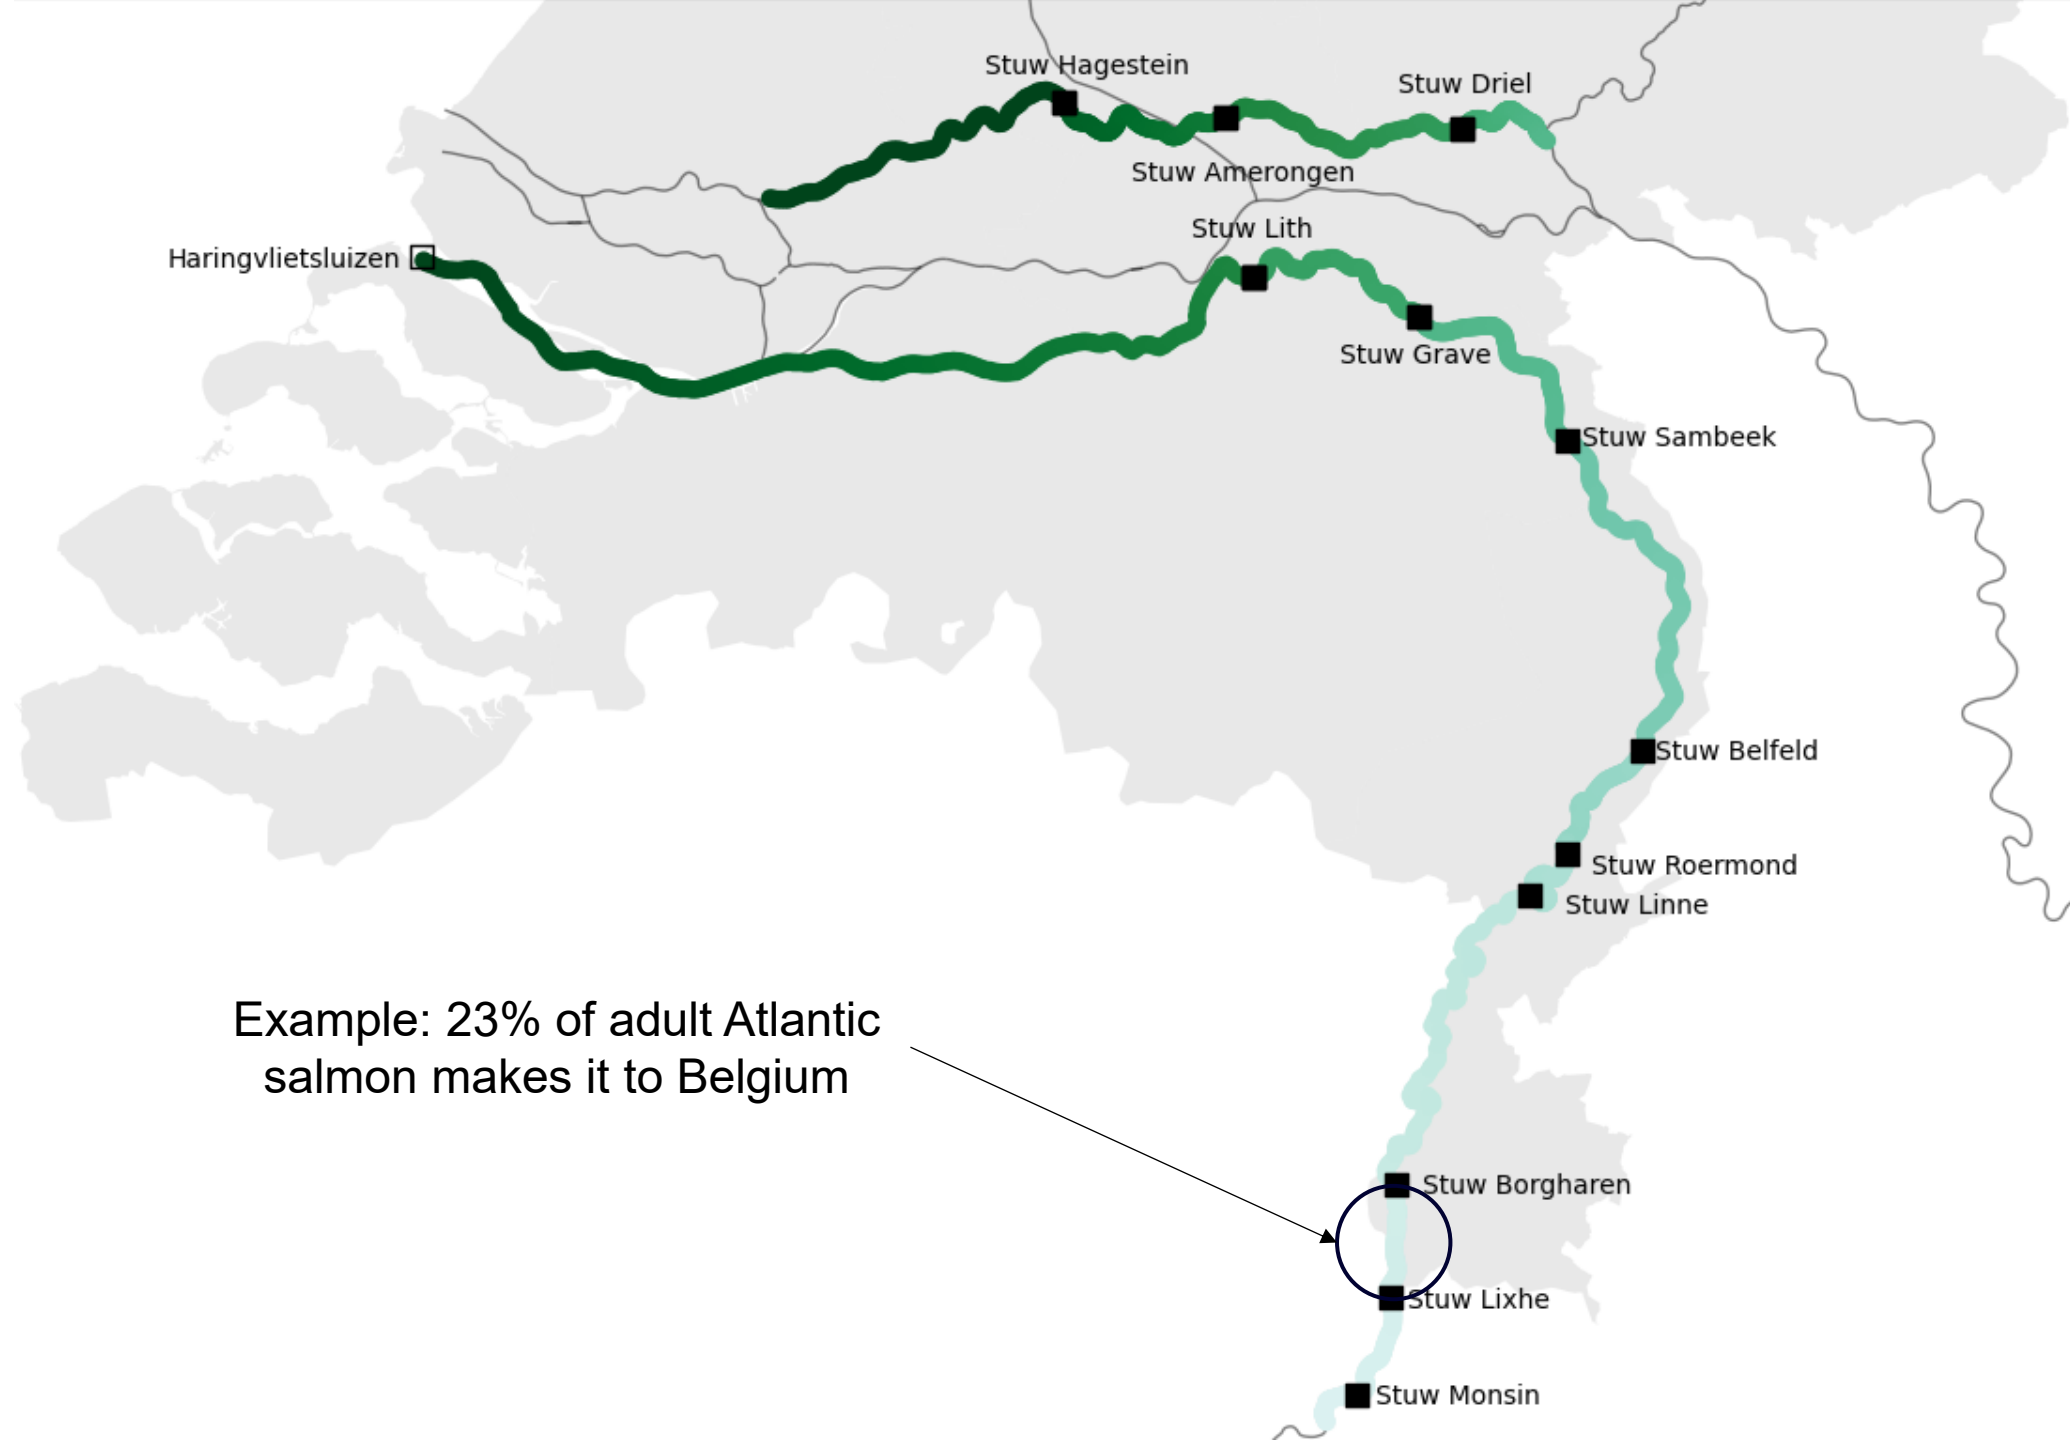 Stuw Hagestein
Stuw Driel
Stuw Amerongen
Stuw Lith
Haringvlietsluizen
Stuw Grave
Stuw Sambeek
Stuw Belfeld
Stuw Roermond
Stuw Linne
Example: 23% of adult Atlantic
salmon makes it to Belgium
Stuw Borgharen
Stuw Lixhe
Stuw Monsin